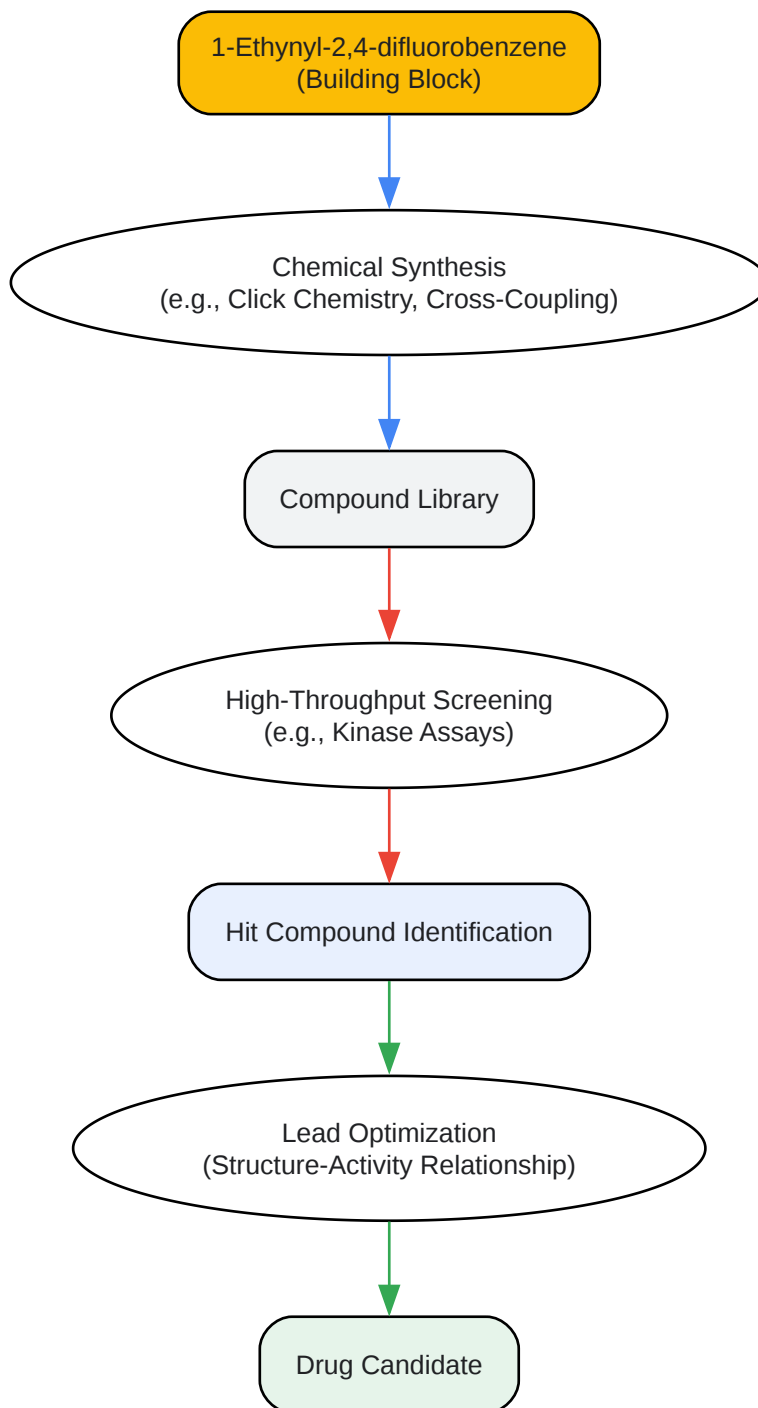 1-Ethynyl-2,4-difluorobenzene
(Building Block)
Chemical Synthesis
(e.g., Click Chemistry, Cross-Coupling)
Compound Library
High-Throughput Screening
(e.g., Kinase Assays)
Hit Compound Identification
Lead Optimization
(Structure-Activity Relationship)
Drug Candidate